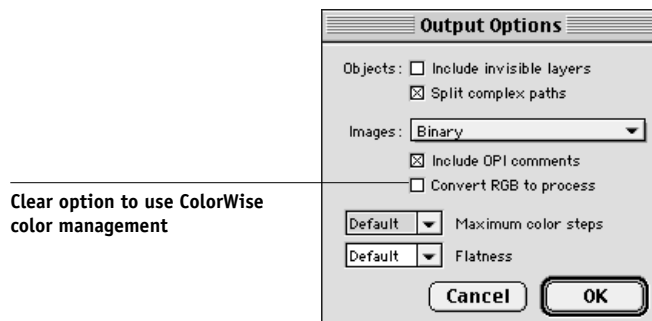 Output Options
Objects: Include invisible layers
Split complex paths
Images: Binary
Include OPI comments
Convert RGB to process
Clear option to use ColorWise
color management
Default Maximum color steps
Default Flatness
Cancel OK